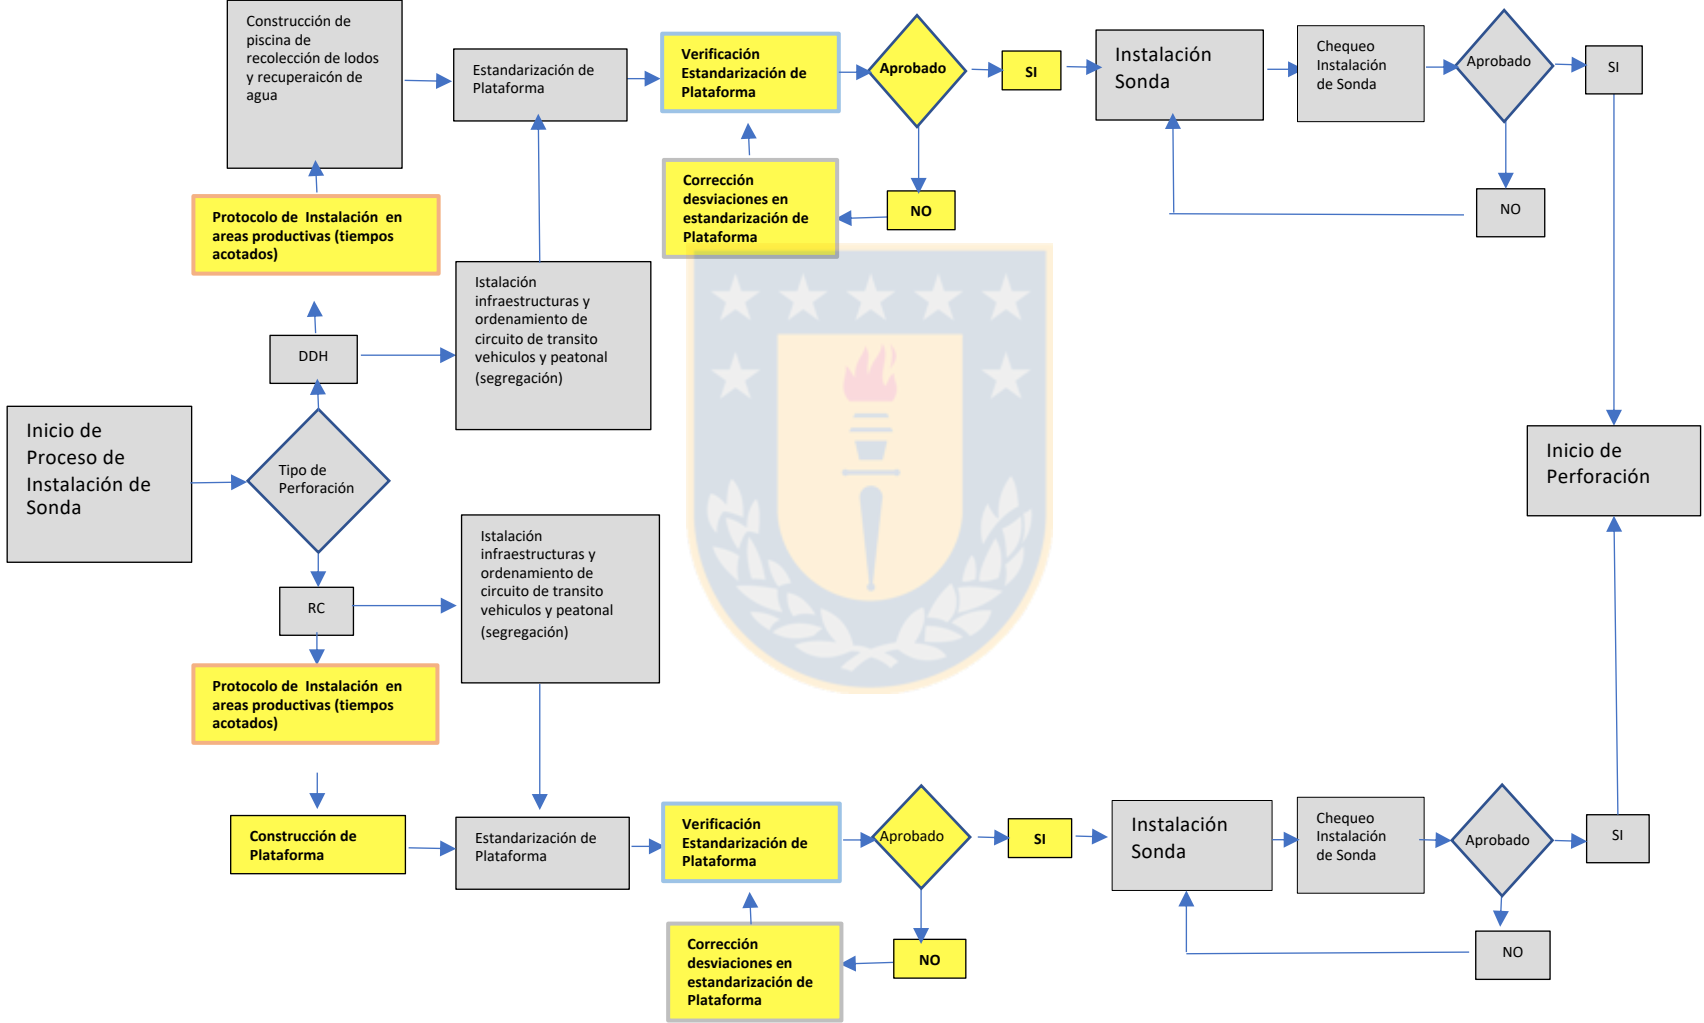 Construcción de
piscina de
recolección de lodos
y recuperaicón de
agua
Estandarización de
Plataforma
Verificación
Estandarización de
Plataforma
Aprobado
SI
Instalación
Sonda
Chequeo
Instalación
de Sonda
Aprobado
SI
Protocolo de Instalación en
areas productivas (tiempos
acotados)
Corrección
desviaciones en
estandarización de
Plataforma
NO
NO
DDH
Istalación
infraestructuras y
ordenamiento de
circuito de transito
vehiculos y peatonal
(segregación)
Inicio de
Proceso de
Instalación de
Sonda
Tipo de
Perforación
Inicio de
Perforación
RC
Istalación
infraestructuras y
ordenamiento de
circuito de transito
vehiculos y peatonal
(segregación)
Protocolo de Instalación en
areas productivas (tiempos
acotados)
Construcción de
Plataforma
Estandarización de
Plataforma
Verificación
Estandarización de
Plataforma
Aprobado
SI
Instalación
Sonda
Chequeo
Instalación
de Sonda
Aprobado
SI
Corrección
desviaciones en
estandarización de
Plataforma
NO
NO